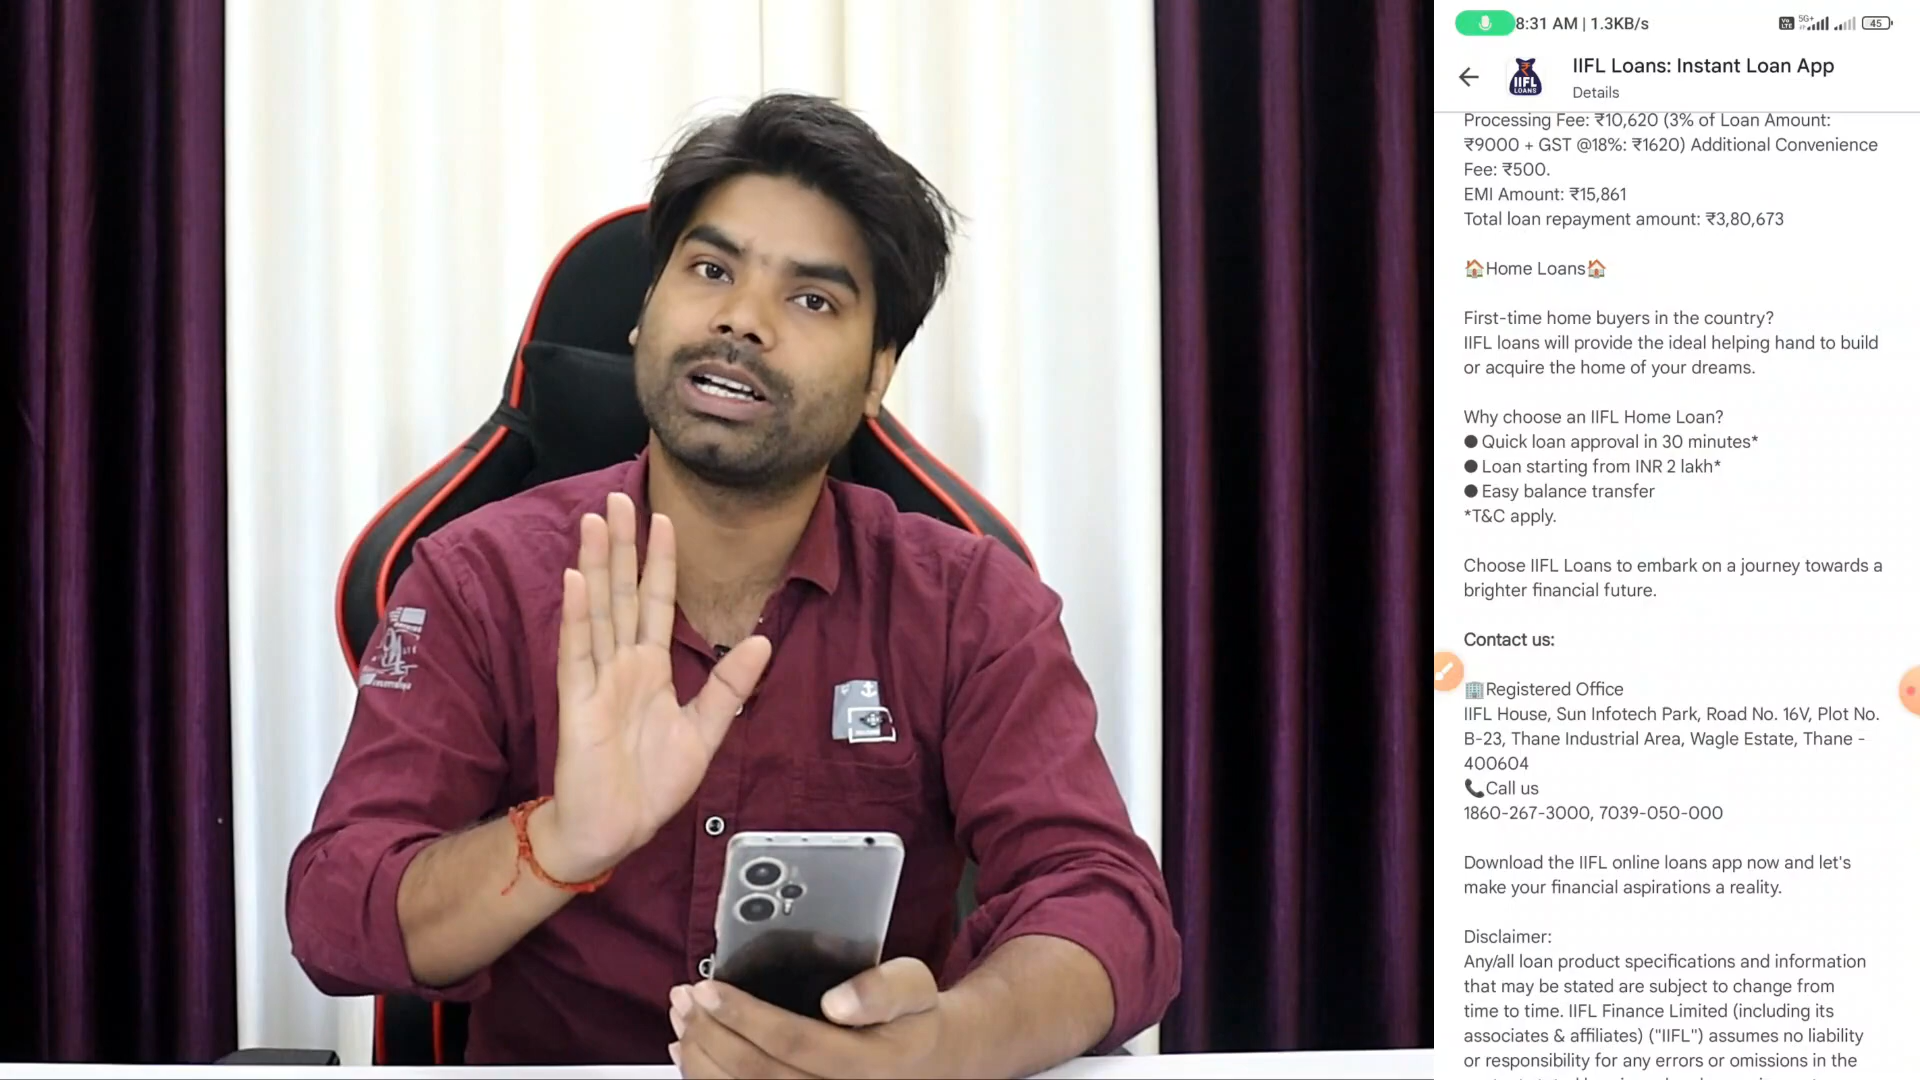 8:31 AM | 1.3KB/s
Vo
LTE
5G+
45
IIFL
LOANS
IIFL Loans: Instant Loan App
Details
Processing Fee: ₹10,620 (3% of Loan Amount:
₹9000 + GST @18%: ₹1620) Additional Convenience
Fee: ₹500.
EMI Amount: ₹15,861
Total loan repayment amount: ₹3,80,673
🏠Home Loans🏠
First-time home buyers in the country?
IIFL loans will provide the ideal helping hand to build
or acquire the home of your dreams.
Why choose an IIFL Home Loan?
● Quick loan approval in 30 minutes*
● Loan starting from INR 2 lakh*
● Easy balance transfer
*T&C apply.
Choose IIFL Loans to embark on a journey towards a
brighter financial future.
Contact us:
🏢Registered Office
IIFL House, Sun Infotech Park, Road No. 16V, Plot No.
B-23, Thane Industrial Area, Wagle Estate, Thane -
400604
📞Call us
1860-267-3000, 7039-050-000
Download the IIFL online loans app now and let's
make your financial aspirations a reality.
Disclaimer:
Any/all loan product specifications and information
that may be stated are subject to change from
time to time. IIFL Finance Limited (including its
associates & affiliates) ("IIFL") assumes no liability
or responsibility for any errors or omissions in the